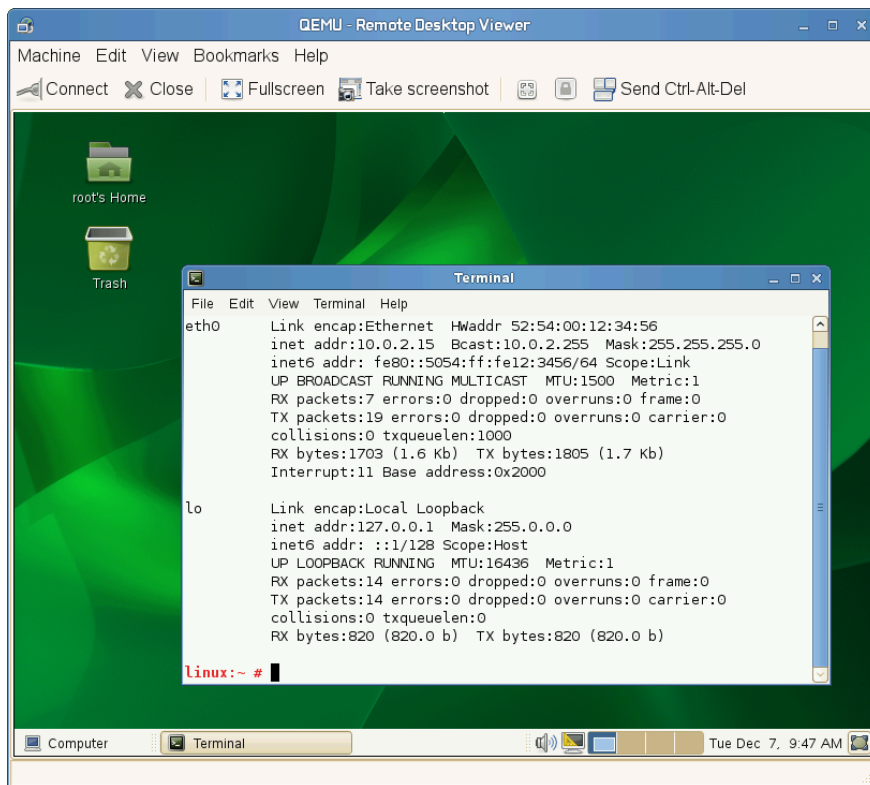 QEMU - Remote Desktop Viewer
Machine Edit View Bookmarks Help
Connect Close Fullscreen Take screenshot Send Ctrl-Alt-Del
root's Home
Trash
Terminal
File Edit View Terminal Help
eth0 Link encap:Ethernet HWaddr 52:54:00:12:34:56
inet addr:10.0.2.15 Bcast:10.0.2.255 Mask:255.255.255.0
inet6 addr: fe80::5054:ff:fe12:3456/64 Scope:Link
UP BROADCAST RUNNING MULTICAST MTU:1500 Metric:1
RX packets:7 errors:0 dropped:0 overruns:0 frame:0
TX packets:19 errors:0 dropped:0 overruns:0 carrier:0
collisions:0 txqueuelen:1000
RX bytes:1703 (1.6 Kb) TX bytes:1805 (1.7 Kb)
Interrupt:11 Base address:0x2000
lo Link encap:Local Loopback
inet addr:127.0.0.1 Mask:255.0.0.0
inet6 addr: ::1/128 Scope:Host
UP LOOPBACK RUNNING MTU:16436 Metric:1
RX packets:14 errors:0 dropped:0 overruns:0 frame:0
TX packets:14 errors:0 dropped:0 overruns:0 carrier:0
collisions:0 txqueuelen:0
RX bytes:820 (820.0 b) TX bytes:820 (820.0 b)
linux:~ #
Computer Terminal Tue Dec 7, 9:47 AM